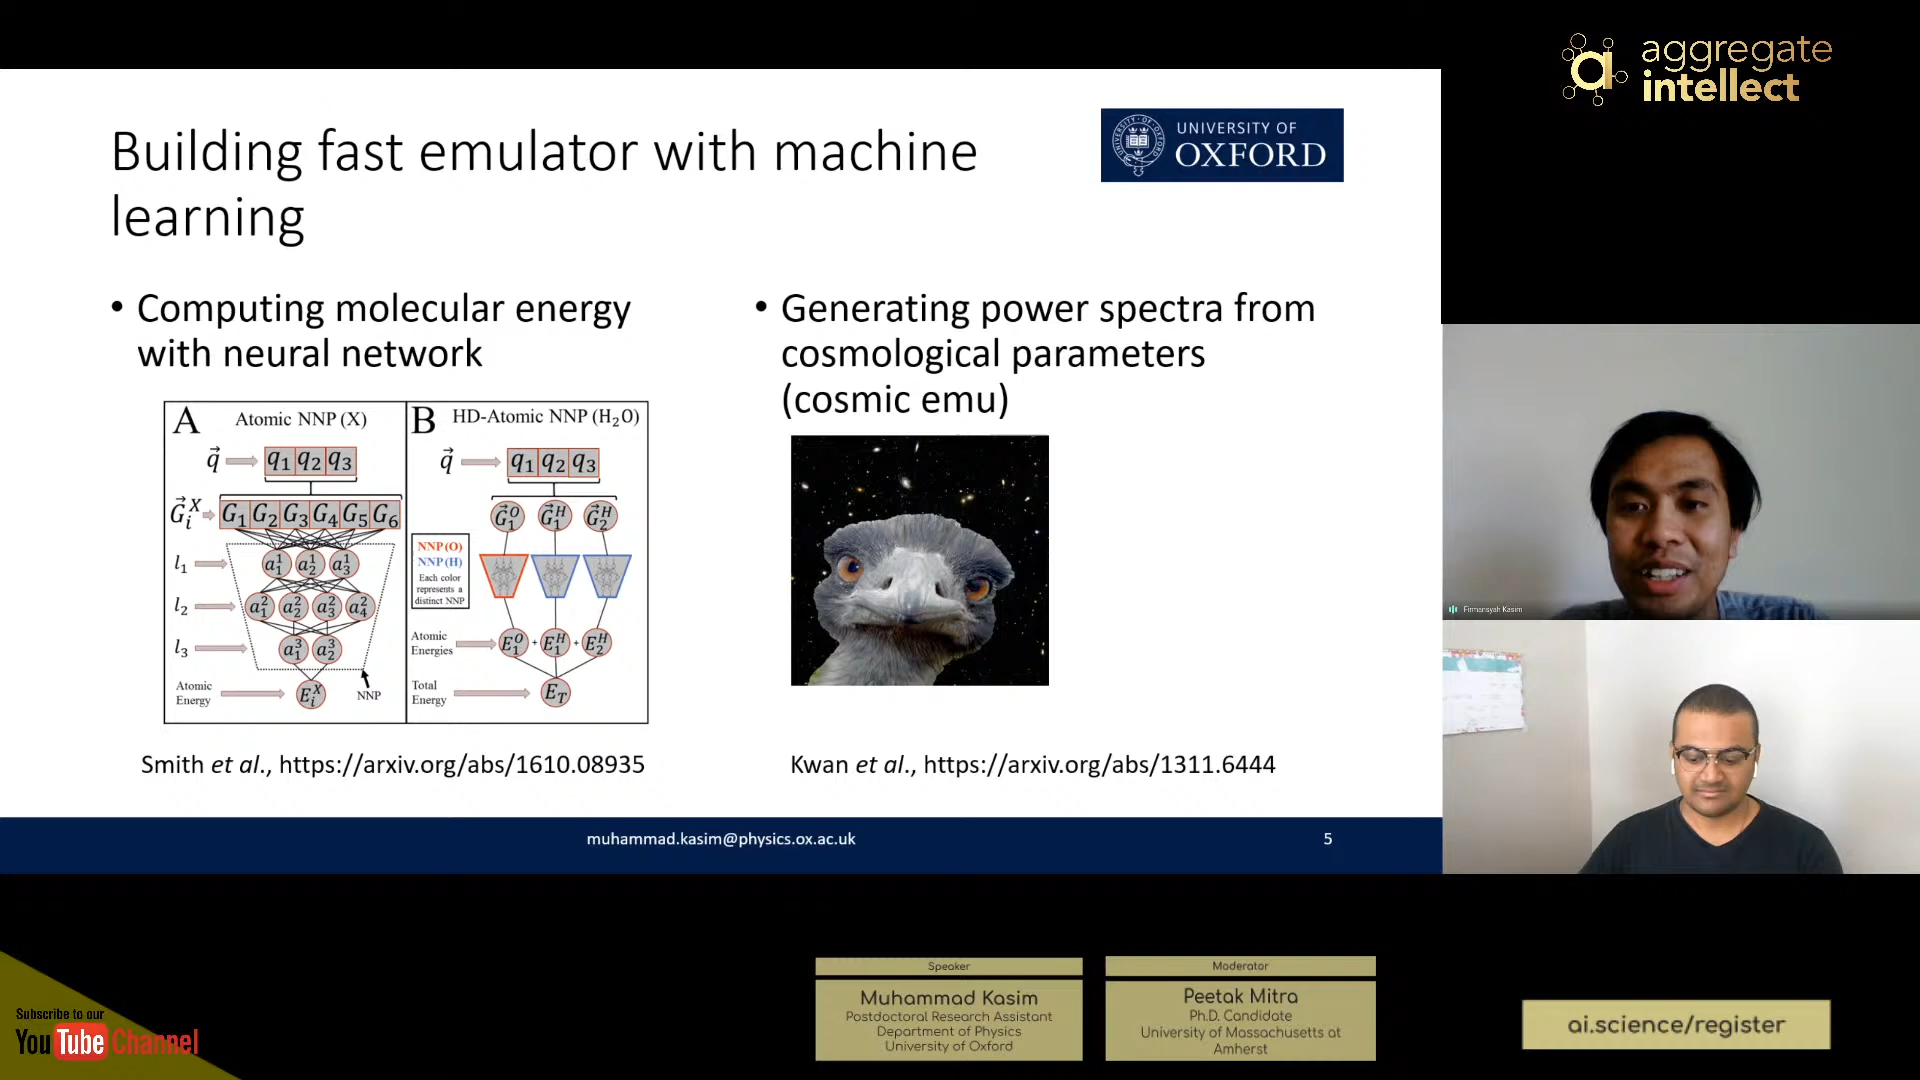 aggregate
intellect
Building fast emulator with machine
learning
UNIVERSITY OF
OXFORD
• Computing molecular energy
with neural network
A Atomic NNP (X)
q⃗ q₁ q₂ q₃
G⃗ᵢˣ G₁ G₂ G₃ G₄ G₅ G₆
l₁ a₁¹ a₂¹ a₃¹
l₂ a₁² a₂² a₃² a₄²
l₃ a₁³ a₂³
Atomic
Energy
Eᵢˣ
NNP
B HD-Atomic NNP (H₂O)
q⃗ q₁ q₂ q₃
G⃗₁ᴼ G⃗₁ᴴ G⃗₂ᴴ
NNP (O)
NNP (H)
Each color
represents a
distinct NNP
Atomic
Energies
E₁ᴼ + E₁ᴴ + E₂ᴴ
Total
Energy
E_T
Smith et al., https://arxiv.org/abs/1610.08935
• Generating power spectra from
cosmological parameters
(cosmic emu)
Kwan et al., https://arxiv.org/abs/1311.6444
muhammad.kasim@physics.ox.ac.uk
5
Firmansyah Kasim
Subscribe to our
YouTube Channel
Speaker
Muhammad Kasim
Postdoctoral Research Assistant
Department of Physics
University of Oxford
Moderator
Peetak Mitra
Ph.D. Candidate
University of Massachusetts at
Amherst
ai.science/register